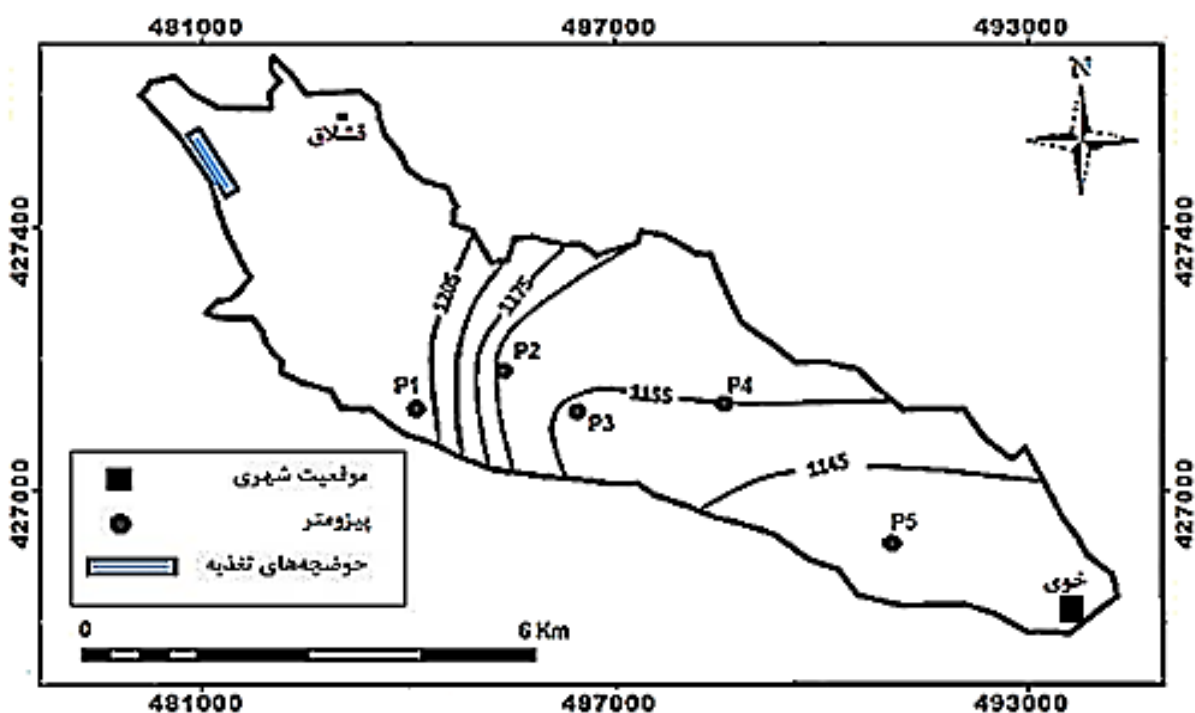 481000 487000 493000
N
قشلاق
427400 427400
1205
1175
P2
P1
P4
1155
P3
1145
427000 427000
P5
موقعیت شهری
پیزومتر
حوضچه‌های تغذیه
خوی
0 6 Km
481000 487000 493000